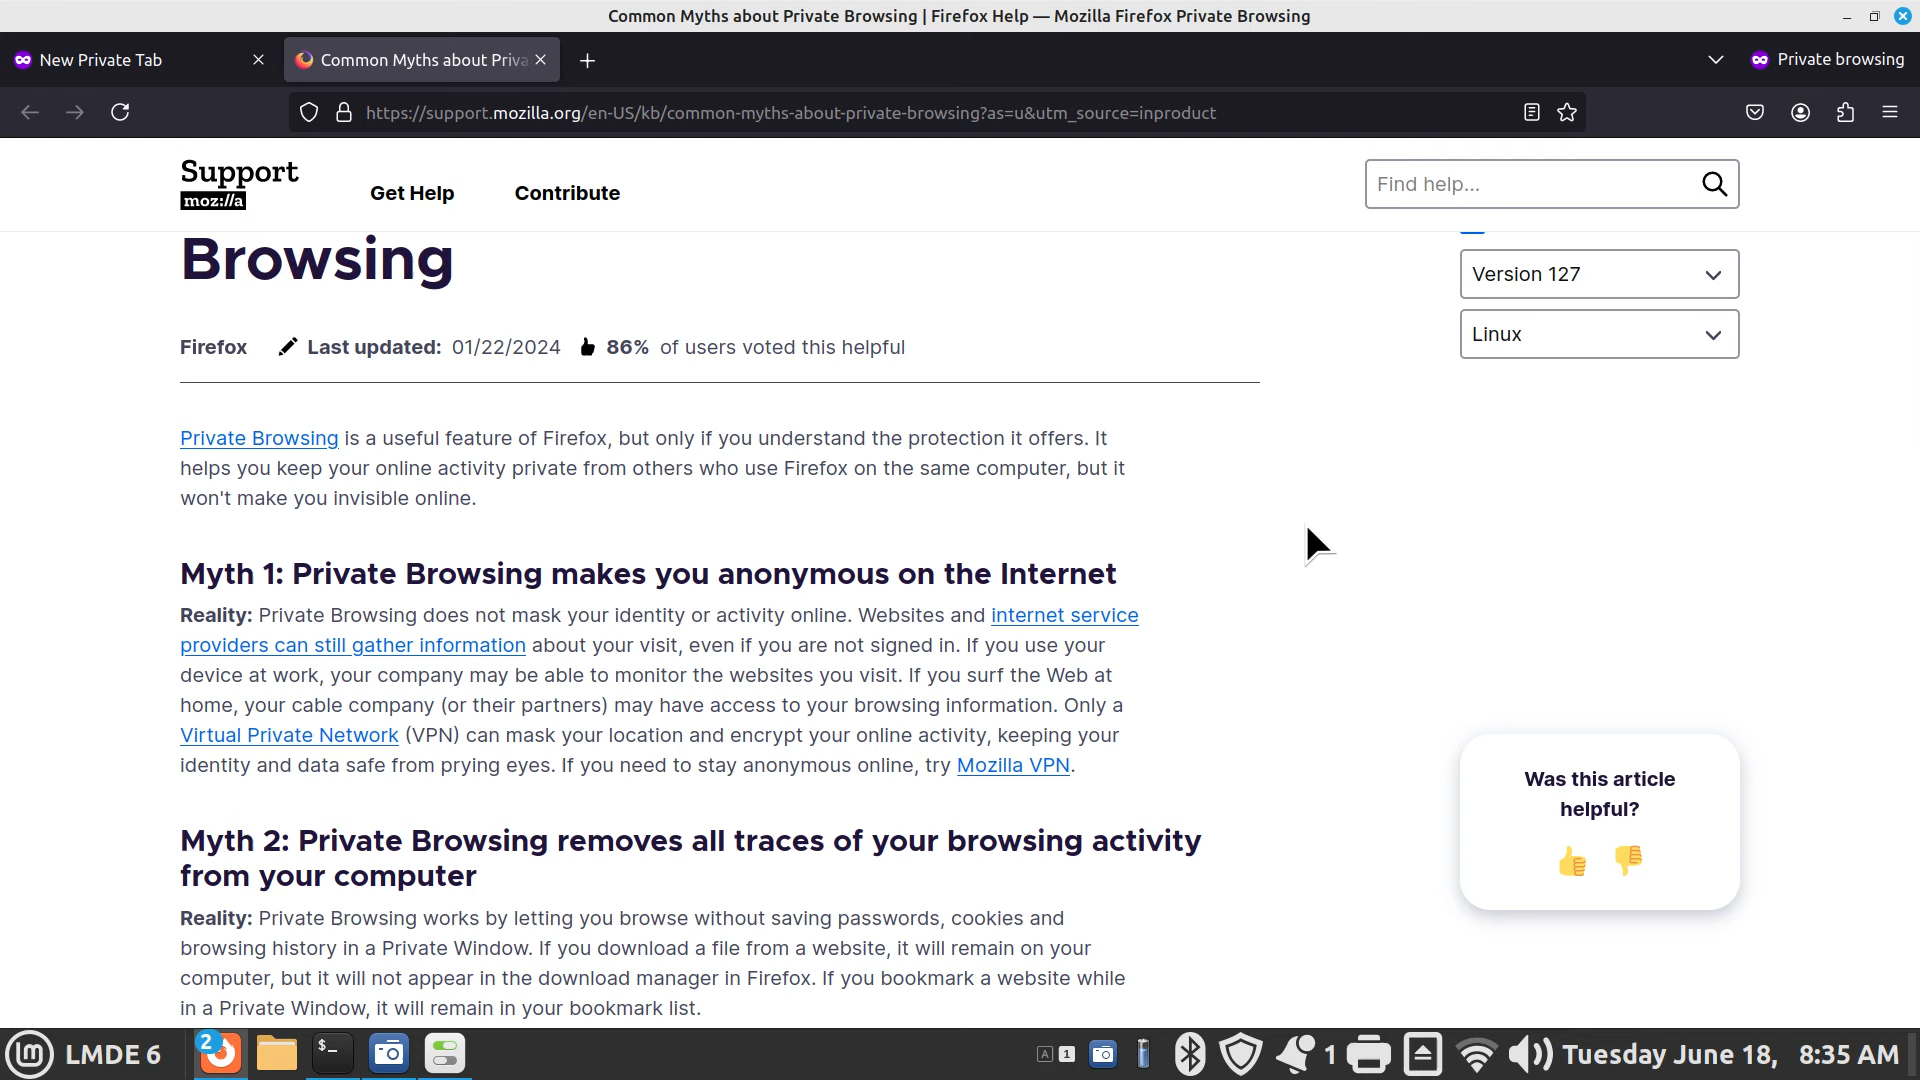 Common Myths about Private Browsing | Firefox Help — Mozilla Firefox Private Browsing
New Private Tab
Common Myths about Priva
Private browsing
https://support.mozilla.org/en-US/kb/common-myths-about-private-browsing?as=u&utm_source=inproduct
Support
moz://a
Get Help
Contribute
Find help...
Browsing
Version 127
Linux
Firefox
Last updated: 01/22/2024
86% of users voted this helpful
Private Browsing is a useful feature of Firefox, but only if you understand the protection it offers. It
helps you keep your online activity private from others who use Firefox on the same computer, but it
won't make you invisible online.
Myth 1: Private Browsing makes you anonymous on the Internet
Reality: Private Browsing does not mask your identity or activity online. Websites and internet service
providers can still gather information about your visit, even if you are not signed in. If you use your
device at work, your company may be able to monitor the websites you visit. If you surf the Web at
home, your cable company (or their partners) may have access to your browsing information. Only a
Virtual Private Network (VPN) can mask your location and encrypt your online activity, keeping your
identity and data safe from prying eyes. If you need to stay anonymous online, try Mozilla VPN.
Was this article
helpful?
Myth 2: Private Browsing removes all traces of your browsing activity
from your computer
Reality: Private Browsing works by letting you browse without saving passwords, cookies and
browsing history in a Private Window. If you download a file from a website, it will remain on your
computer, but it will not appear in the download manager in Firefox. If you bookmark a website while
in a Private Window, it will remain in your bookmark list.
LMDE 6
2
$_
A
1
1
Tuesday June 18, 8:35 AM